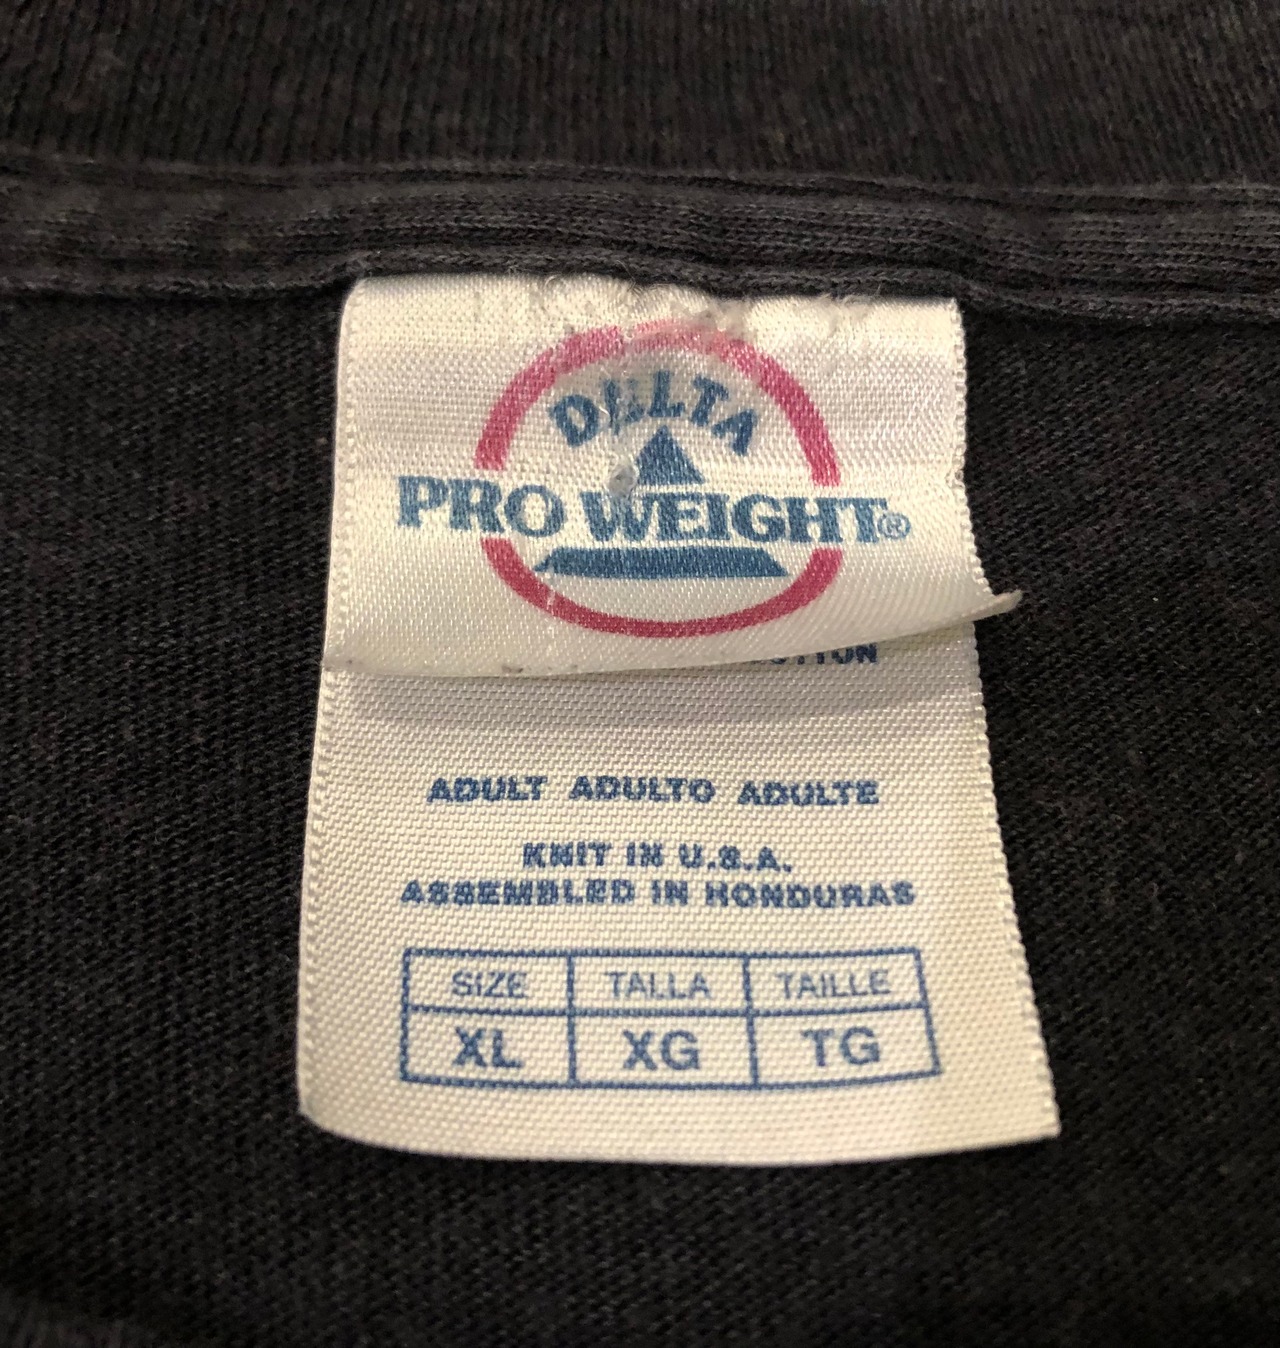 DELTA
PRO WEIGHT®
ADULT ADULTO ADULTE
KNIT IN U.S.A.
ASSEMBLED IN HONDURAS
SIZE TALLA TAILLE
XL XG TG